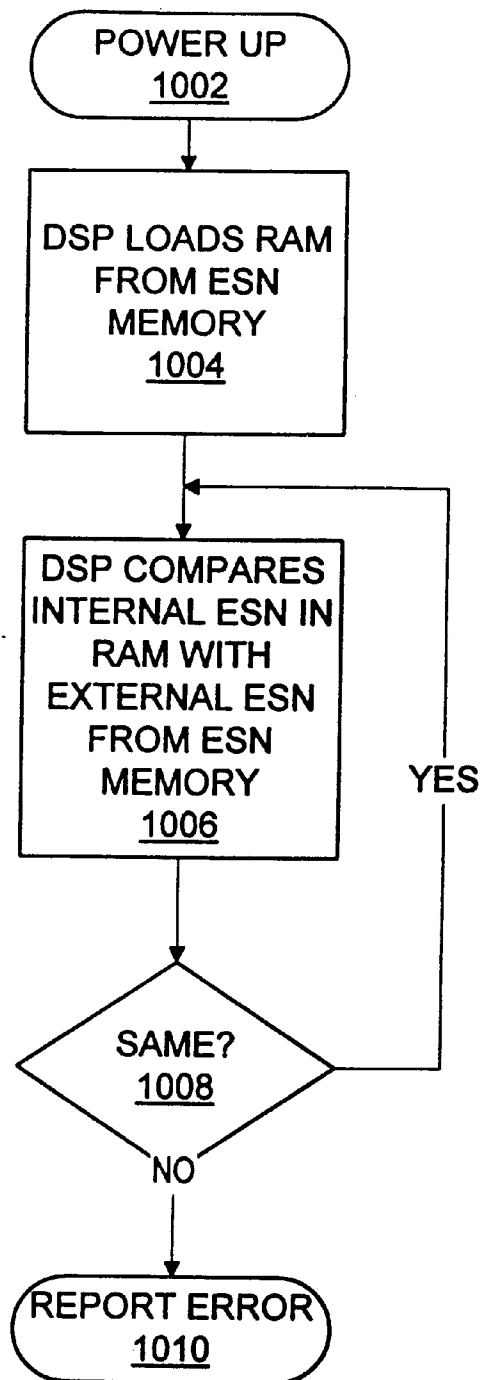 POWER UP
1002
DSP LOADS RAM
FROM ESN
MEMORY
1004
DSP COMPARES
INTERNAL ESN IN
RAM WITH
EXTERNAL ESN
FROM ESN
MEMORY
1006
YES
SAME?
1008
NO
REPORT ERROR
1010